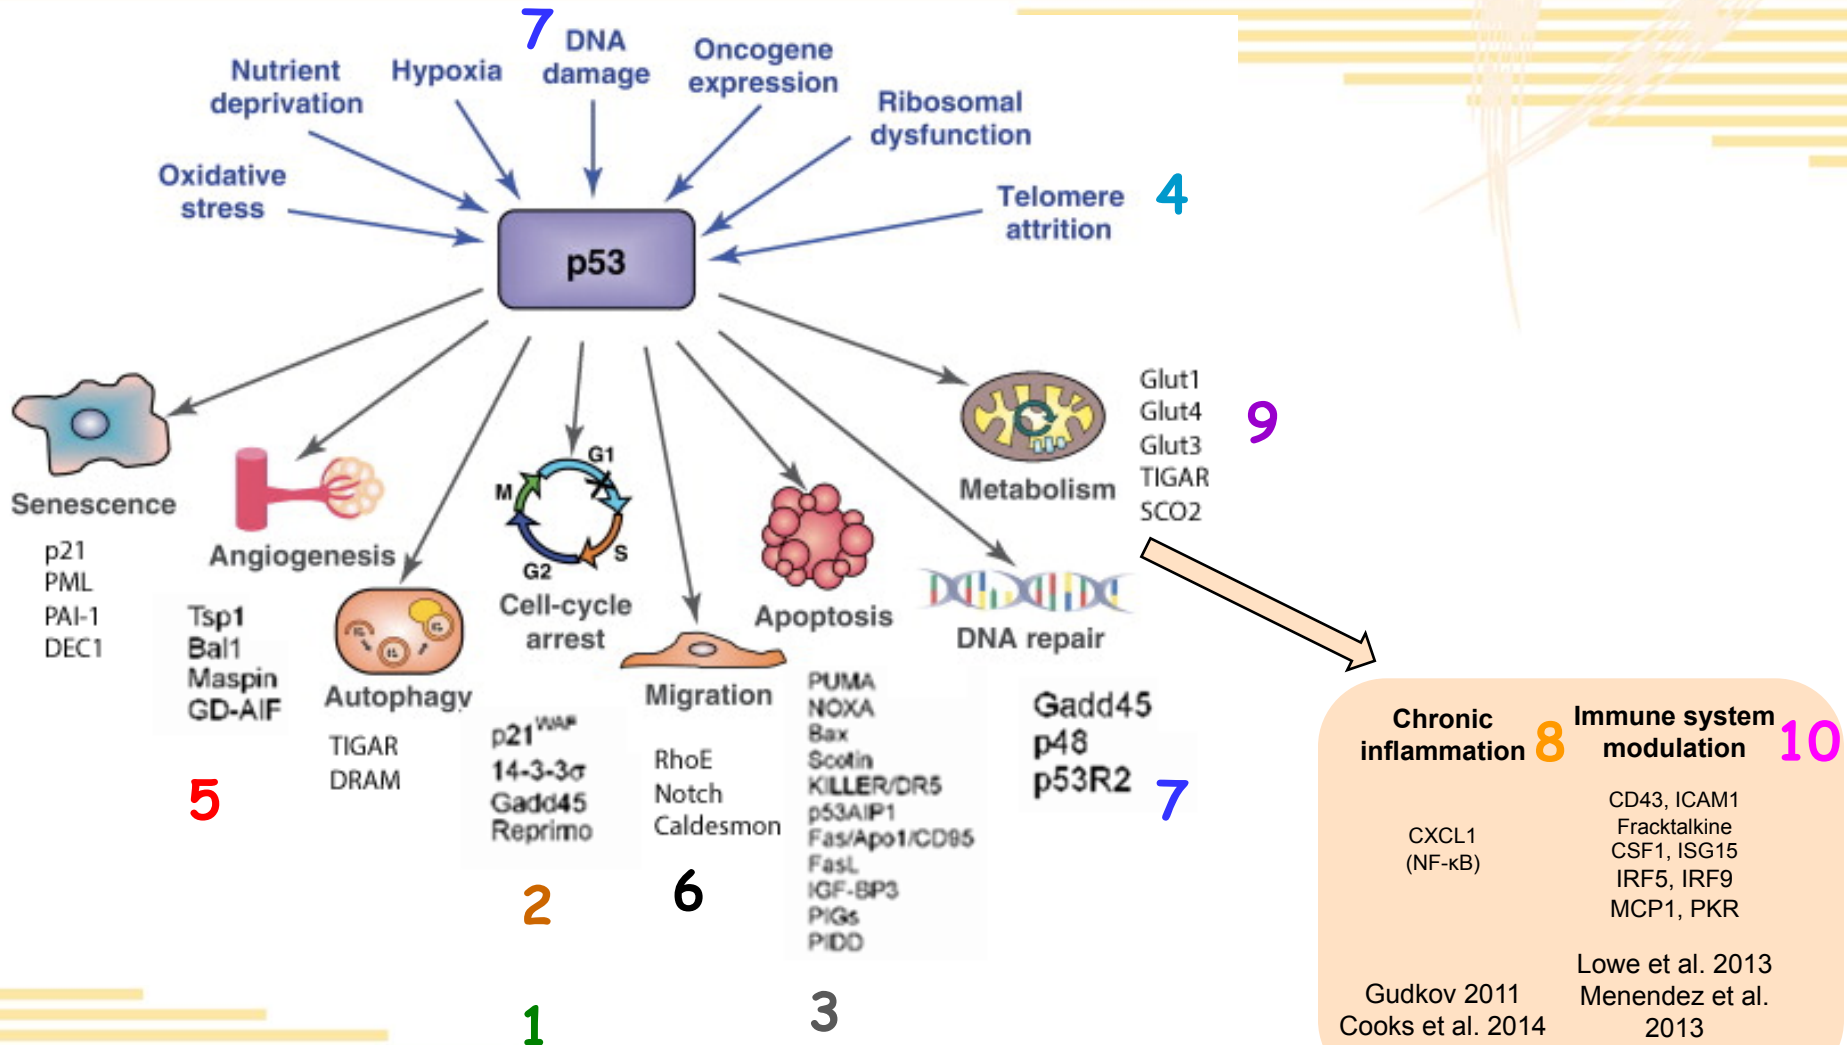 7
DNA
damage
Oncogene
expression
Nutrient
deprivation
Hypoxia
Ribosomal
dysfunction
Oxidative
stress
Telomere
attrition
4
p53
Senescence
p21
PML
PAI-1
DEC1
Angiogenesis
Tsp1
Bal1
Maspin
GD-AIF
5
Autophagy
TIGAR
DRAM
G1
M
S
G2
Cell-cycle
arrest
p21WAF
14-3-3σ
Gadd45
Reprimo
2
1
Migration
RhoE
Notch
Caldesmon
6
Apoptosis
PUMA
NOXA
Bax
Scotin
KILLER/DR5
p53AIP1
Fas/Apo1/CD95
FasL
IGF-BP3
PIGs
PIDD
3
DNA repair
Gadd45
p48
p53R2
7
Metabolism
Glut1
Glut4
Glut3
TIGAR
SCO2
9
Chronic
inflammation 8
CXCL1
(NF-κB)
Gudkov 2011
Cooks et al. 2014
Immune system
modulation 10
CD43, ICAM1
Fracktalkine
CSF1, ISG15
IRF5, IRF9
MCP1, PKR
Lowe et al. 2013
Menendez et al.
2013